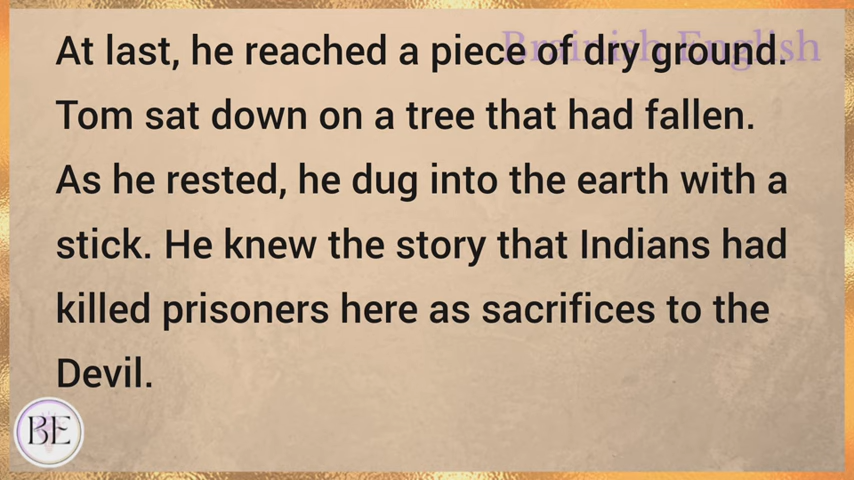 Brainish English
At last, he reached a piece of dry ground.
Tom sat down on a tree that had fallen.
As he rested, he dug into the earth with a
stick. He knew the story that Indians had
killed prisoners here as sacrifices to the
Devil.
BE